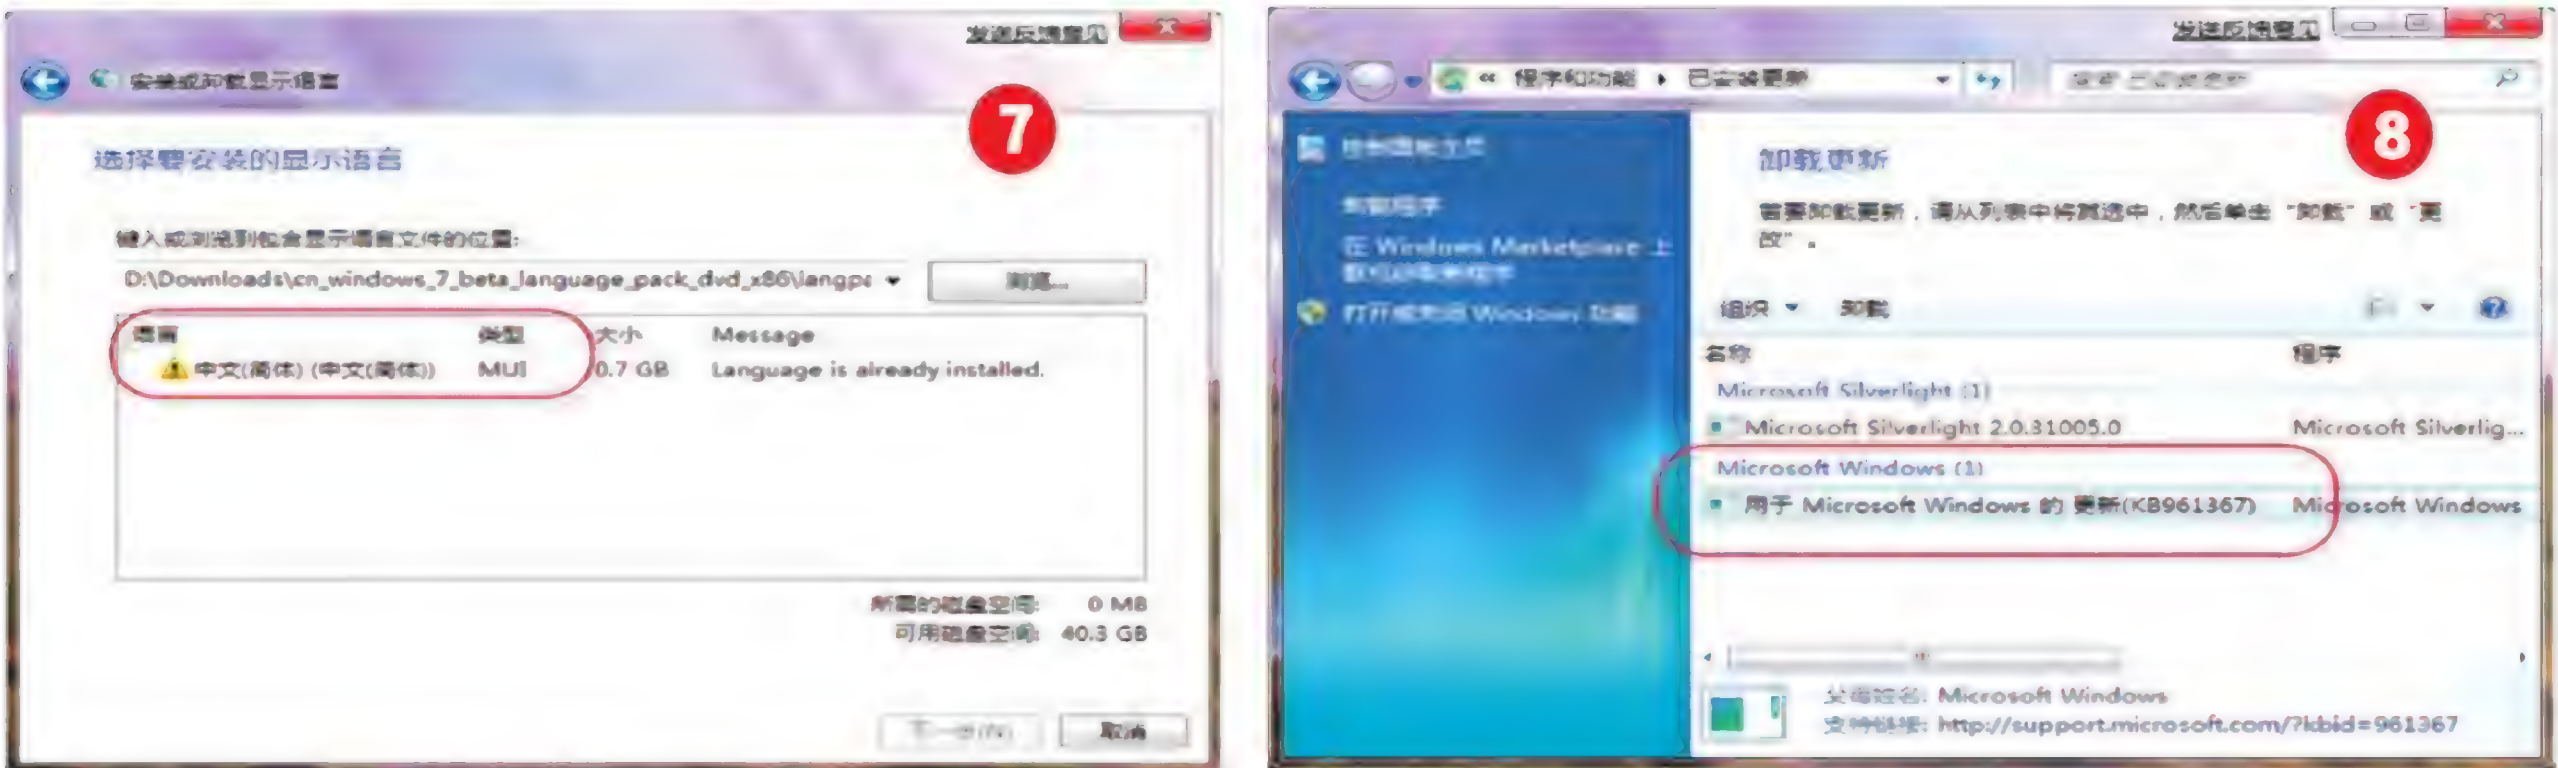 发送反馈意见
安装或卸载显示语言
7
选择要安装的显示语言
键入或浏览到包含显示语言文件的位置:
D:\Downloads\cn_windows_7_beta_language_pack_dvd_x86\langpa
浏览...
语言 类型 大小 Message
中文(简体) (中文(简体)) MUI 0.7 GB Language is already installed.
所需的磁盘空间: 0 MB
可用磁盘空间: 40.3 GB
下一步(N) 取消
发送反馈意见
« 程序和功能 ▸ 已安装更新
8
控制面板主页
卸载程序
在 Windows Marketplace 上
打开或关闭 Windows 功能
卸载更新
若要卸载更新，请从列表中将其选中，然后单击 "卸载" 或 "更
改"。
组织 卸载
名称 程序
Microsoft Silverlight (1)
Microsoft Silverlight 2.0.31005.0 Microsoft Silverlig...
Microsoft Windows (1)
用于 Microsoft Windows 的 更新(KB961367) Microsoft Windows
父级姓名: Microsoft Windows
支持链接: http://support.microsoft.com/?kbid=961367